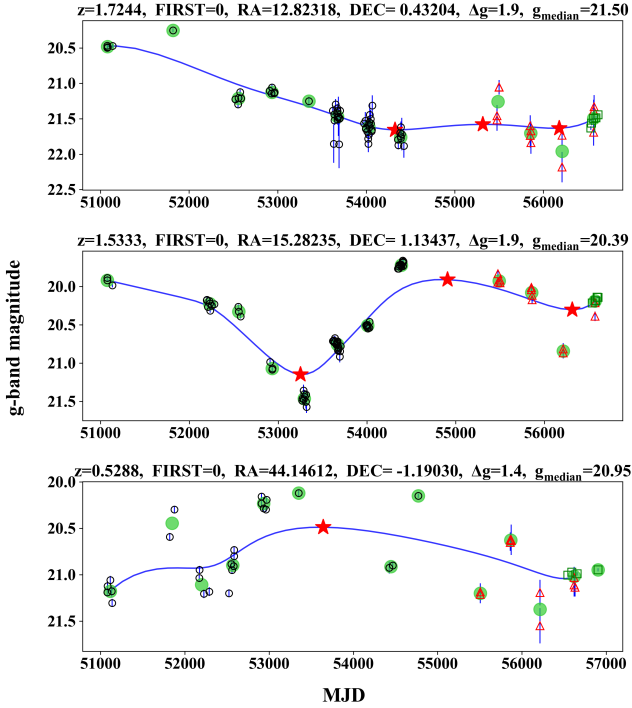 z=1.7244, FIRST=0, RA=12.82318, DEC= 0.43204, Δg=1.9, gmedian=21.50
20.5
21.0
21.5
22.0
22.5
51000 52000 53000 54000 55000 56000
z=1.5333, FIRST=0, RA=15.28235, DEC= 1.13437, Δg=1.9, gmedian=20.39
20.0
20.5
21.0
21.5
51000 52000 53000 54000 55000 56000
g-band magnitude
z=0.5288, FIRST=0, RA=44.14612, DEC= -1.19030, Δg=1.4, gmedian=20.95
20.0
20.5
21.0
21.5
51000 52000 53000 54000 55000 56000 57000
MJD